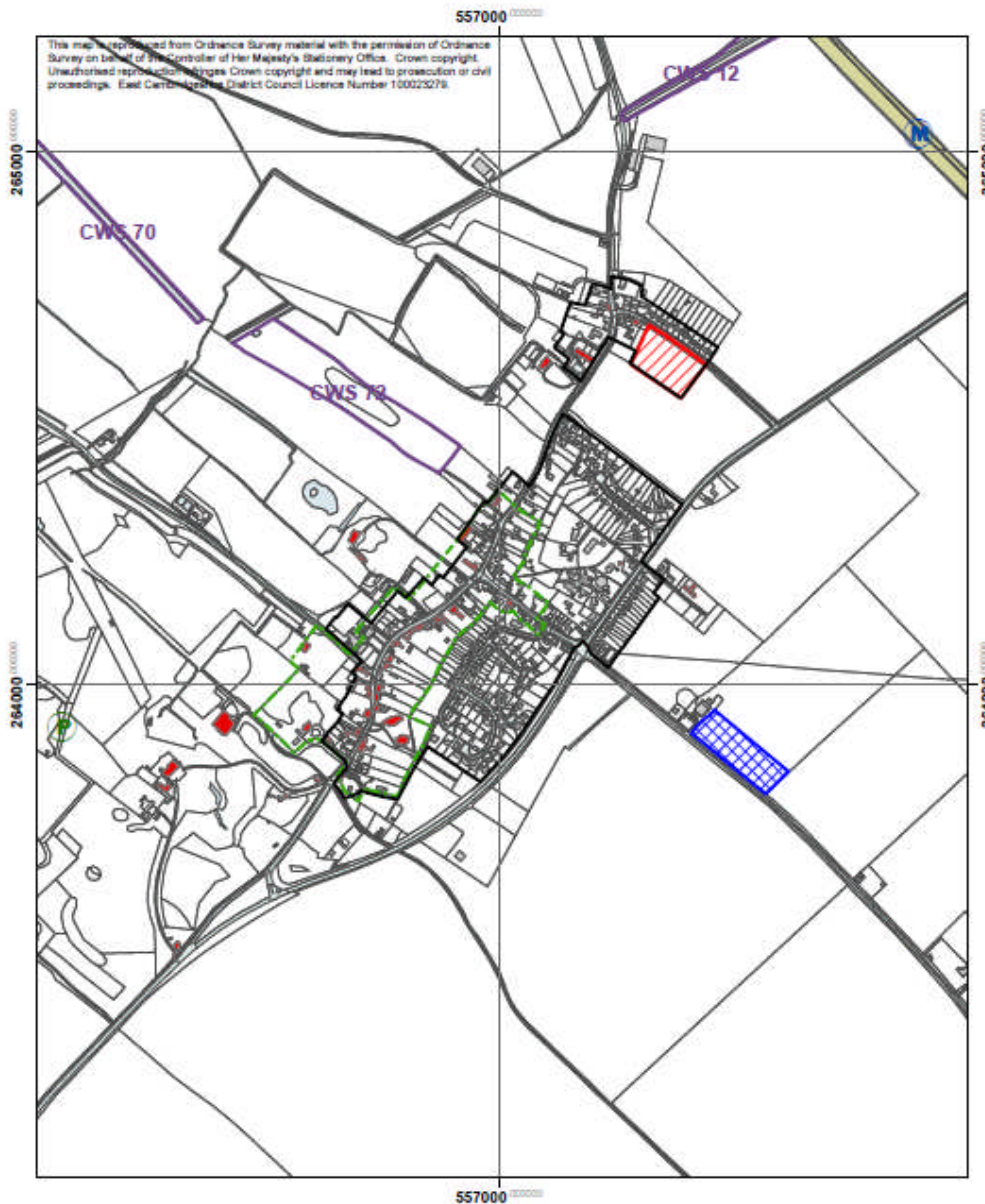 557000
This map is reproduced from Ordnance Survey material with the permission of Ordnance
Survey on behalf of the Controller of Her Majesty's Stationery Office. Crown copyright.
Unauthorised reproduction infringes Crown copyright and may lead to prosecution or civil
proceedings. East Cambridgeshire District Council Licence Number 100023279.
CWS 12
M
265000
265000
CWS 70
CWS 72
264000
264000
P
557000